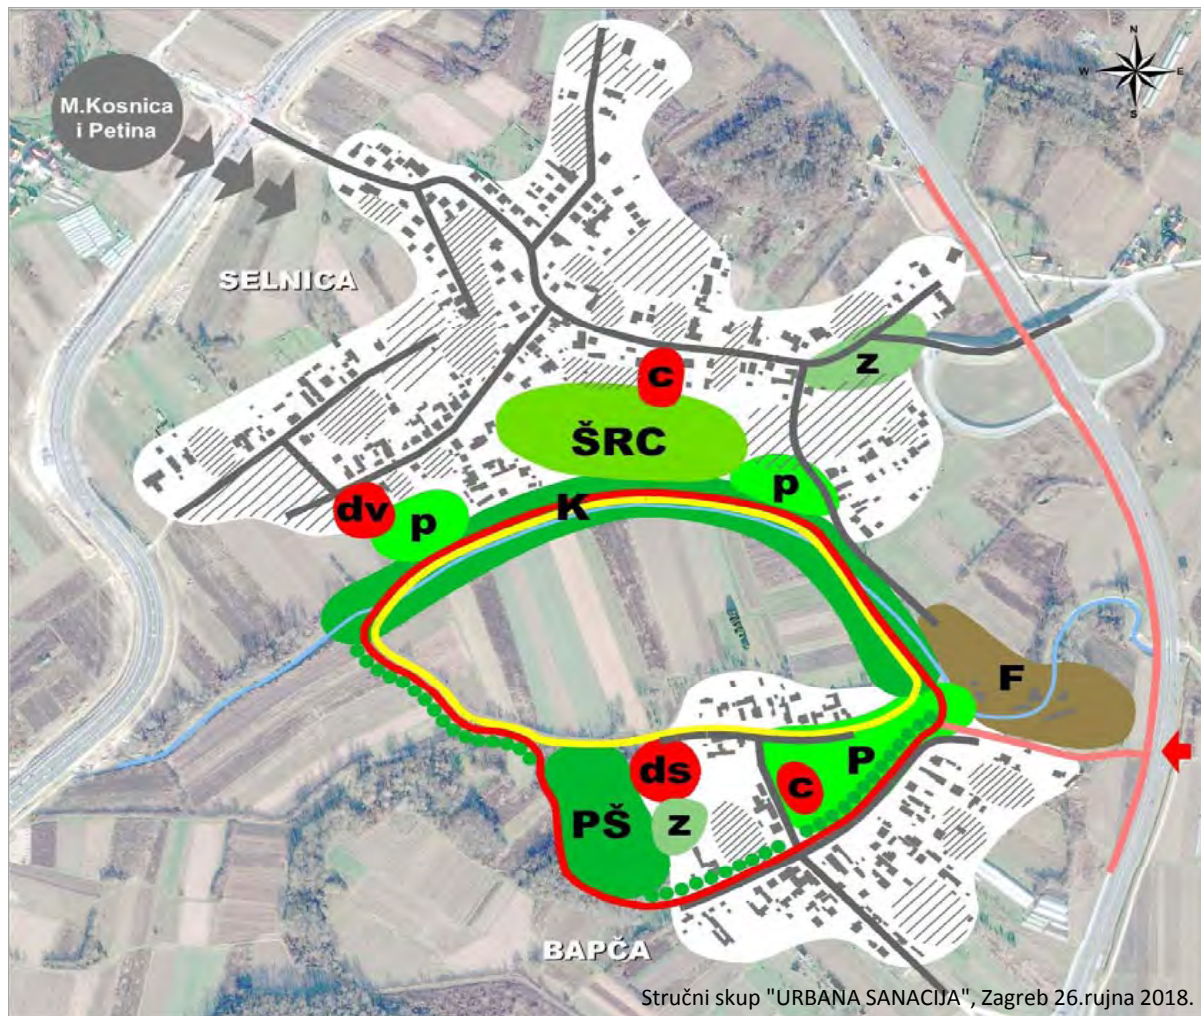 N
W E
S
M.Kosnica
i Petina
SELNICA
z
c
ŠRC
p
dv
p
K
F
P
ds
c
PŠ
z
BAPČA
Stručni skup "URBANA SANACIJA", Zagreb 26.rujna 2018.